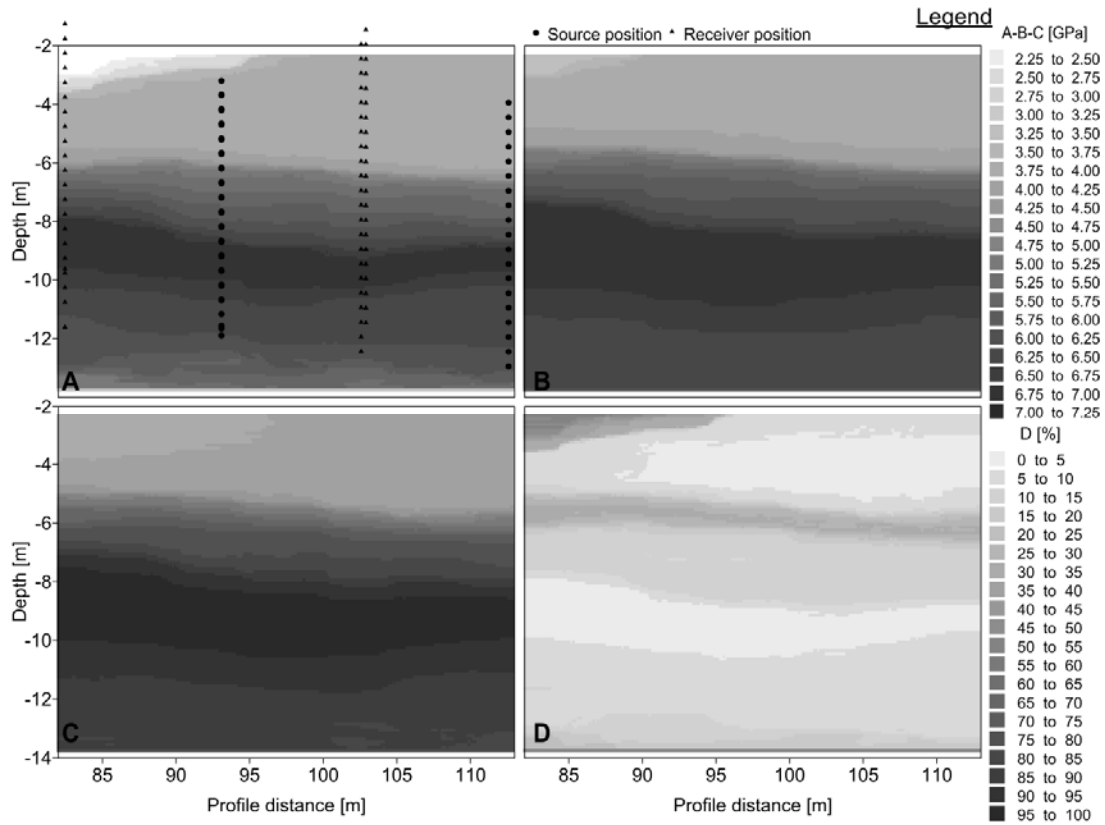 Legend
Source position
Receiver position
A-B-C [GPa]
2.25 to 2.50
2.50 to 2.75
2.75 to 3.00
3.00 to 3.25
3.25 to 3.50
3.50 to 3.75
3.75 to 4.00
4.00 to 4.25
4.25 to 4.50
4.50 to 4.75
4.75 to 5.00
5.00 to 5.25
5.25 to 5.50
5.50 to 5.75
5.75 to 6.00
6.00 to 6.25
6.25 to 6.50
6.50 to 6.75
6.75 to 7.00
7.00 to 7.25
D [%]
0 to 5
5 to 10
10 to 15
15 to 20
20 to 25
25 to 30
30 to 35
35 to 40
40 to 45
45 to 50
50 to 55
55 to 60
60 to 65
65 to 70
70 to 75
75 to 80
80 to 85
85 to 90
90 to 95
95 to 100
Depth [m]
-2
-4
-6
-8
-10
-12
A
B
Depth [m]
-2
-4
-6
-8
-10
-12
-14
C
D
85 90 95 100 105 110
85 90 95 100 105 110
Profile distance [m]
Profile distance [m]